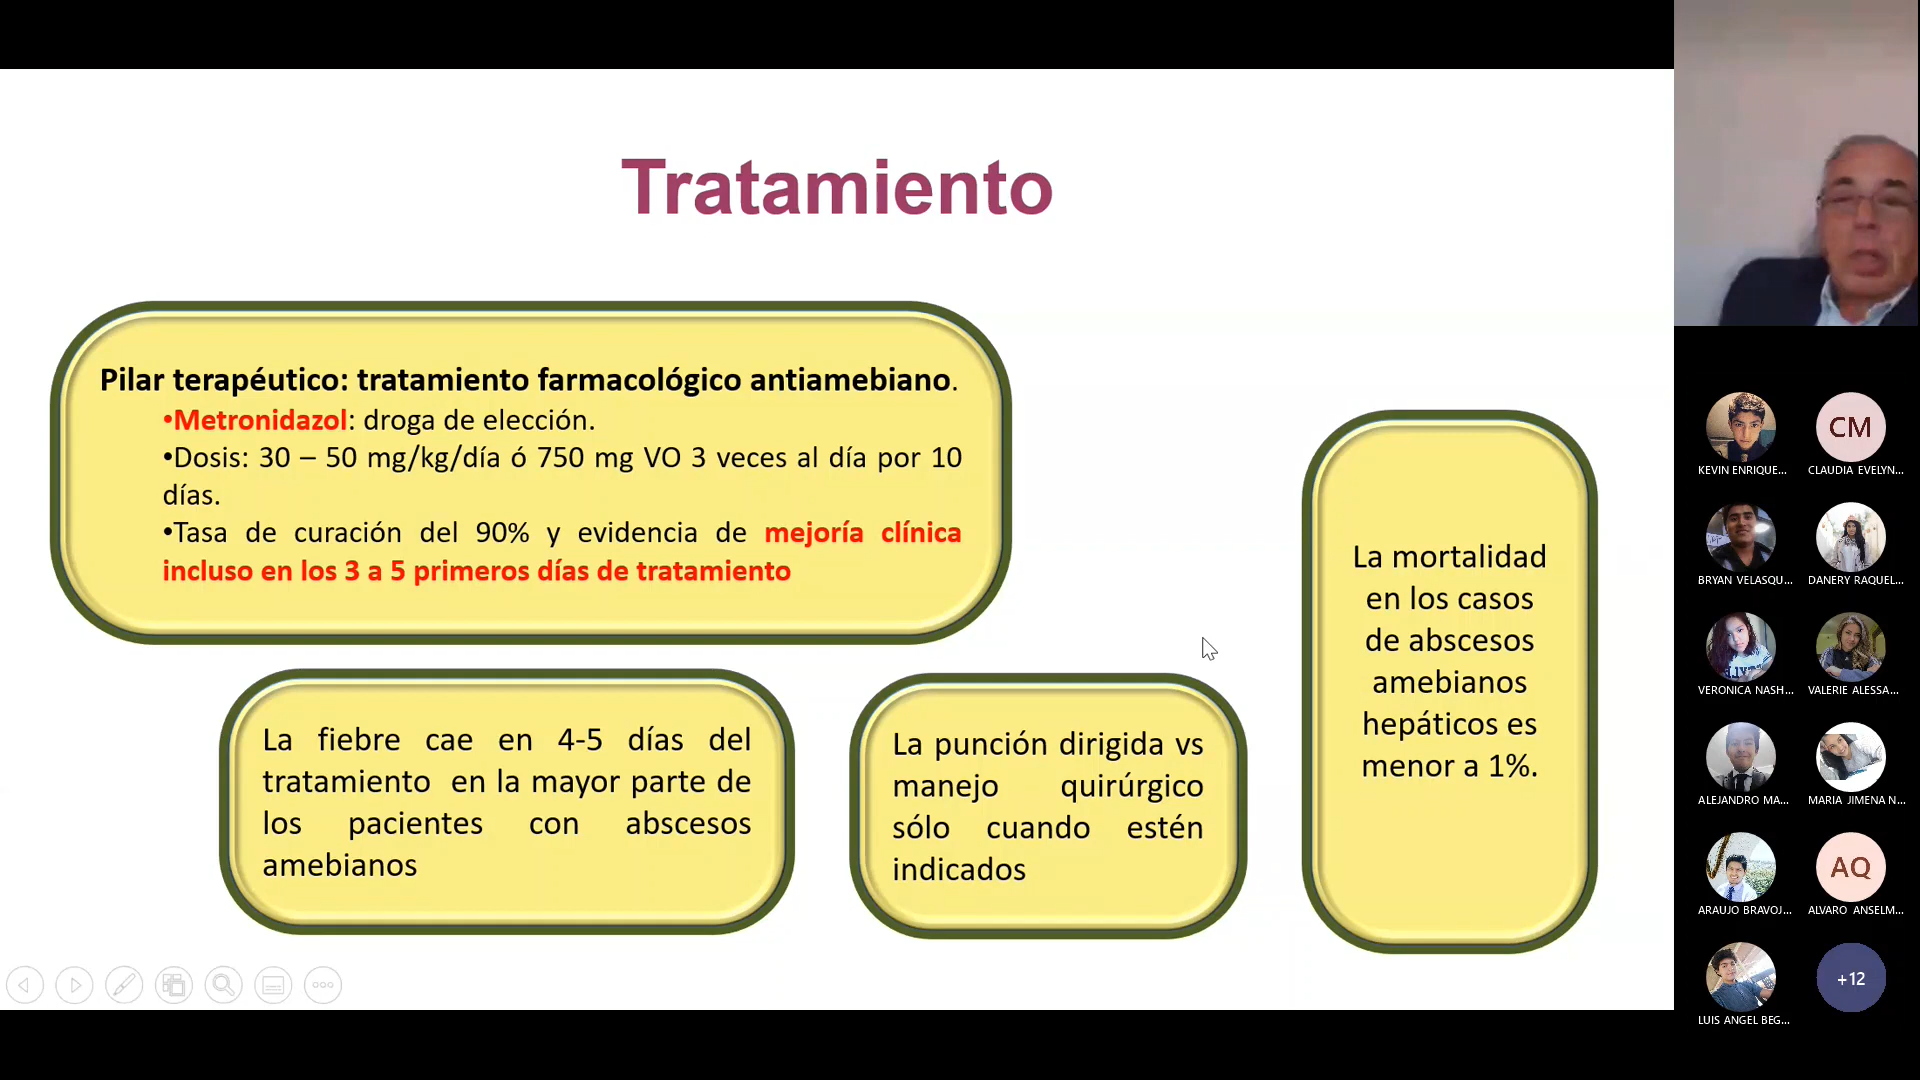 Tratamiento
Pilar terapéutico: tratamiento farmacológico antiamebiano.
•Metronidazol: droga de elección.
•Dosis: 30 – 50 mg/kg/día ó 750 mg VO 3 veces al día por 10
días.
•Tasa de curación del 90% y evidencia de mejoría clínica
incluso en los 3 a 5 primeros días de tratamiento
La fiebre cae en 4-5 días del
tratamiento en la mayor parte de
los pacientes con abscesos
amebianos
La punción dirigida vs
manejo quirúrgico
sólo cuando estén
indicados
La mortalidad
en los casos
de abscesos
amebianos
hepáticos es
menor a 1%.
KEVIN ENRIQUE...
CM
CLAUDIA EVELYN...
BRYAN VELASQU...
DANERY RAQUEL...
VERONICA NASH...
VALERIE ALESSA...
ALEJANDRO MA...
MARIA JIMENA N...
ARAUJO BRAVOJ...
AQ
ALVARO ANSELM...
LUIS ANGEL BEG...
+12